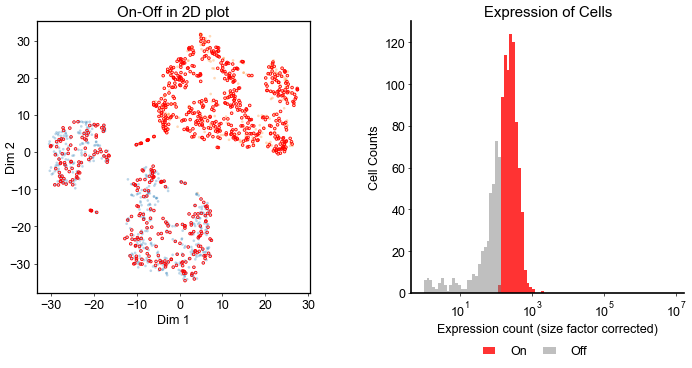 On-Off in 2D plot
Expression of Cells
30
20
10
0
−10
−20
−30
Dim 2
−30 −20 −10 0 10 20 30
Dim 1
120
100
80
60
40
20
0
Cell Counts
10^1 10^3 10^5 10^7
Expression count (size factor corrected)
On Off